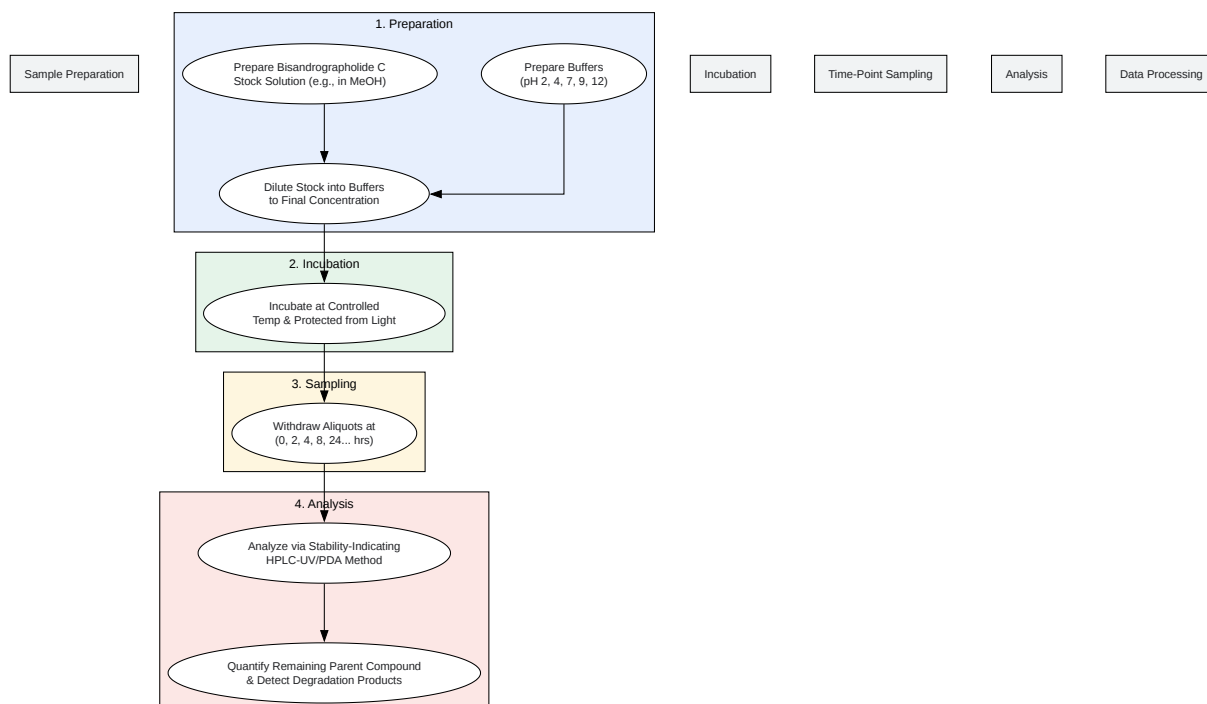 1. Preparation
Sample Preparation
Prepare Bisandrographolide C
Stock Solution (e.g., in MeOH)
Prepare Buffers
(pH 2, 4, 7, 9, 12)
Incubation
Time-Point Sampling
Analysis
Data Processing
Dilute Stock into Buffers
to Final Concentration
2. Incubation
Incubate at Controlled
Temp & Protected from Light
3. Sampling
Withdraw Aliquots at
(0, 2, 4, 8, 24... hrs)
4. Analysis
Analyze via Stability-Indicating
HPLC-UV/PDA Method
Quantify Remaining Parent Compound
& Detect Degradation Products